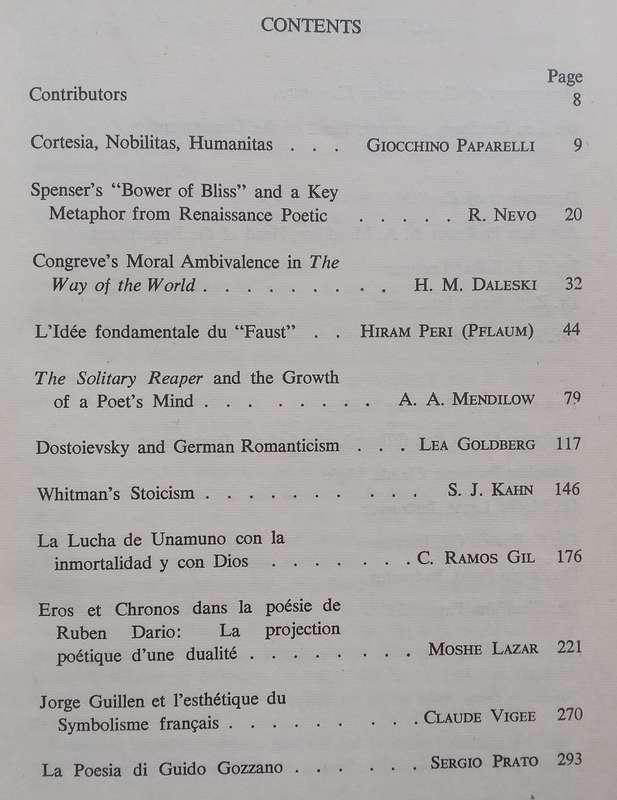 CONTENTS
Page
Contributors 8
Cortesia, Nobilitas, Humanitas . . . GIOCCHINO PAPARELLI 9
Spenser's "Bower of Bliss" and a Key
Metaphor from Renaissance Poetic . . . . . R. NEVO 20
Congreve's Moral Ambivalence in The
Way of the World . . . . . . . . . H. M. DALESKI 32
L'Idée fondamentale du "Faust" . . HIRAM PERI (PFLAUM) 44
The Solitary Reaper and the Growth
of a Poet's Mind . . . . . . . . A. A. MENDILOW 79
Dostoievsky and German Romanticism . . . LEA GOLDBERG 117
Whitman's Stoicism . . . . . . . . . . S. J. KAHN 146
La Lucha de Unamuno con la
inmortalidad y con Dios . . . . . . . C. RAMOS GIL 176
Eros et Chronos dans la poésie de
Ruben Dario: La projection
poétique d'une dualité . . . . . . . . MOSHE LAZAR 221
Jorge Guillen et l'esthétique du
Symbolisme français . . . . . . . . . CLAUDE VIGEE 270
La Poesia di Guido Gozzano . . . . . . SERGIO PRATO 293